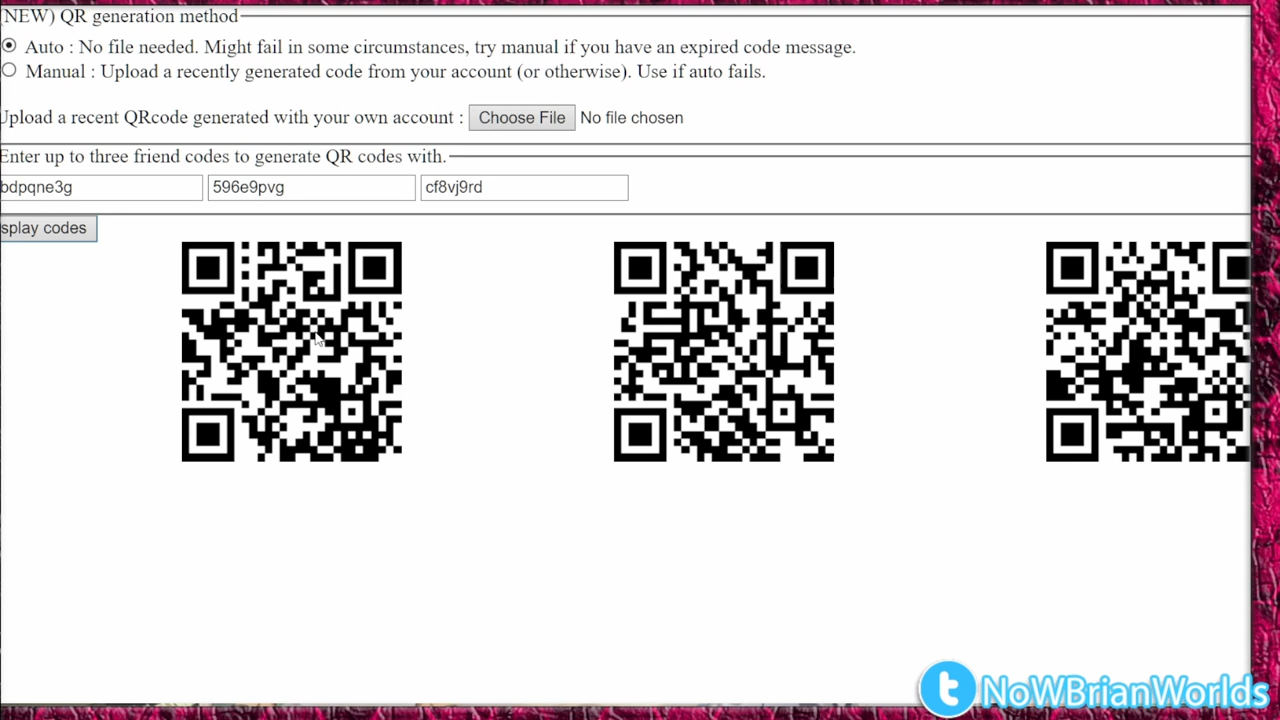 (NEW) QR generation method
Auto : No file needed. Might fail in some circumstances, try manual if you have an expired code message.
Manual : Upload a recently generated code from your account (or otherwise). Use if auto fails.
Upload a recent QRcode generated with your own account : Choose File No file chosen
Enter up to three friend codes to generate QR codes with.
bdpqne3g 596e9pvg cf8vj9rd
splay codes
NoWBrianWorlds